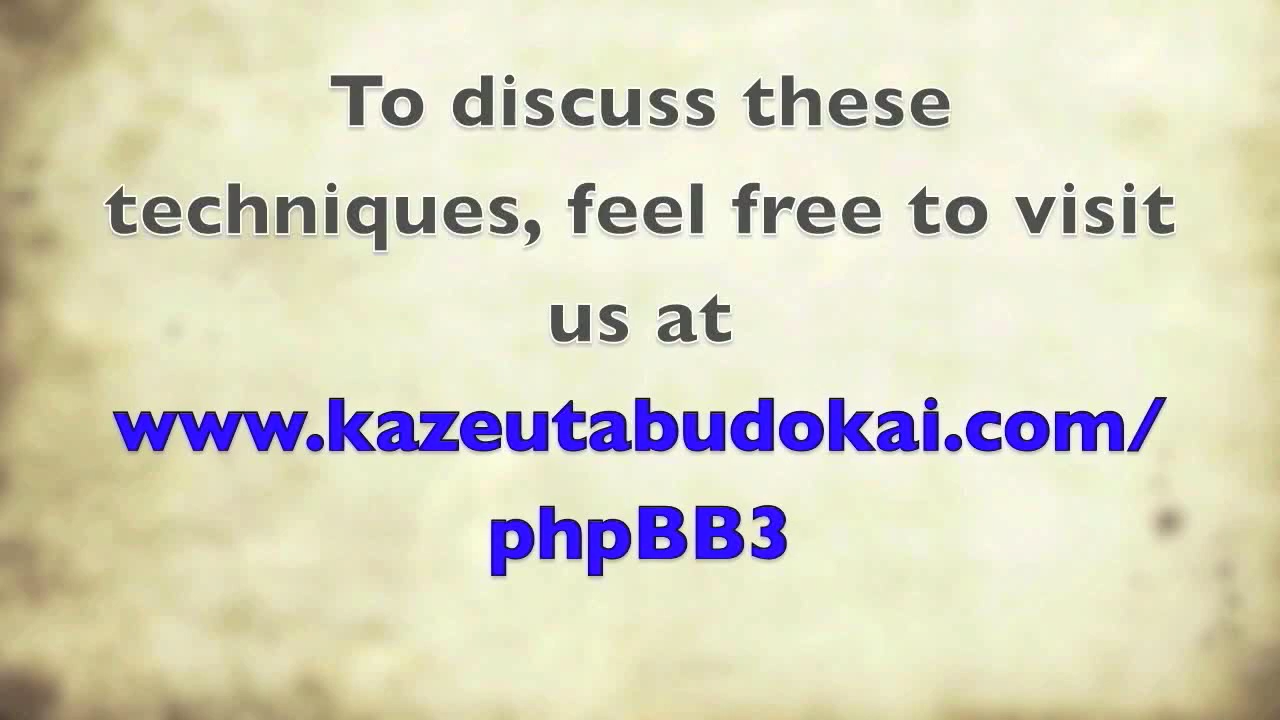 To discuss these
techniques, feel free to visit
us at
www.kazeutabudokai.com/
phpBB3